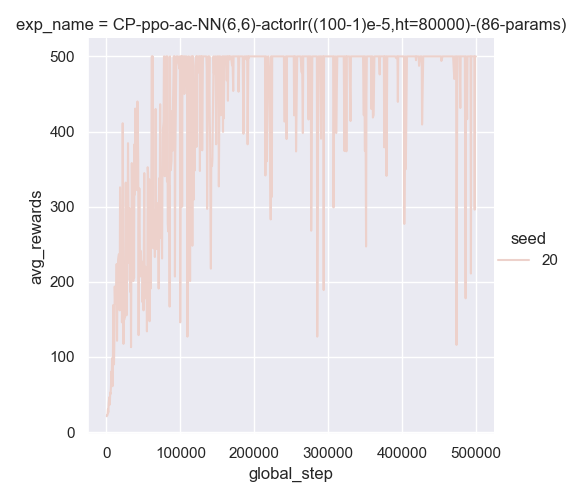 exp_name = CP-ppo-ac-NN(6,6)-actorlr((100-1)e-5,ht=80000)-(86-params)
500
400
300
200
100
0
avg_rewards
seed
20
0 100000 200000 300000 400000 500000
global_step